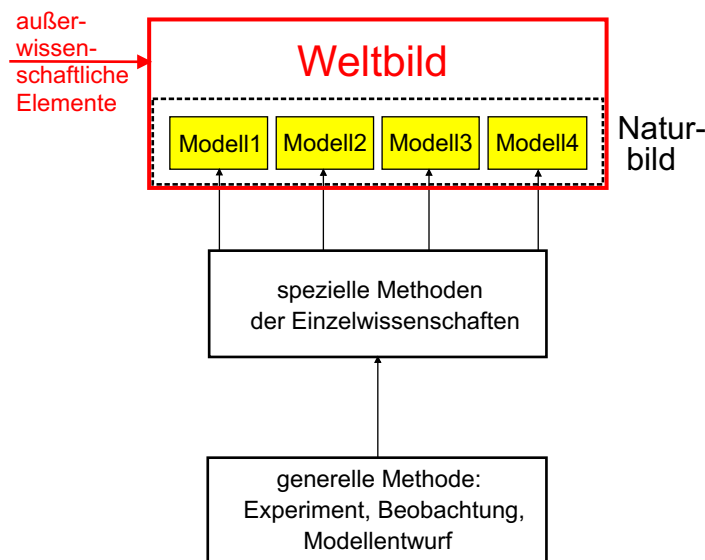 außer-
wissen-
schaftliche
Elemente
Weltbild
Modell1 Modell2 Modell3 Modell4
Natur-
bild
spezielle Methoden
der Einzelwissenschaften
generelle Methode:
Experiment, Beobachtung,
Modellentwurf